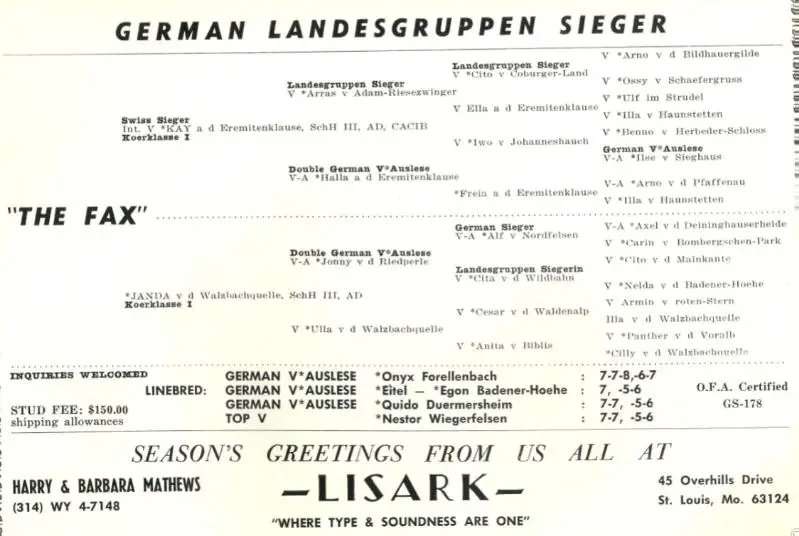 GERMAN LANDESGRUPPEN SIEGER
V *Arno v d Bildhauergilde
Landesgruppen Sieger
V *Cito v Coburger-Land
V *Ossy v Schaefergruss
Landesgruppen Sieger
V *Arras v Adam-Riesezwinger
V *Ulf im Strudel
V Ella a d Eremitenklause
V *Illa v Haunstetten
Swiss Sieger
Int. V *KAY a d Eremitenklause, SchH III, AD, CACIB
Koerklasse I
V *Benno v Herbeder-Schloss
V *Iwo v Johanneshauch
German V*Auslese
V-A *Ilse v Sieghaus
Double German V*Auslese
V-A *Halla a d Eremitenklause
V-A *Arno v d Pfaffenau
*Freia a d Eremitenklause
V *Illa v Haunstetten
"THE FAX"
V-A *Axel v d Deininghauserheide
German Sieger
V-A *Alf v Nordfelsen
V *Carin v Bombergschen-Park
Double German V*Auslese
V-A *Jonny v d Riedperle
V *Cito v d Mainkante
Landesgruppen Siegerin
V *Cita v d Wildbahn
V *Nelda v d Badener-Hoehe
*JANDA v d Walzbachquelle, SchH III, AD
Koerklasse I
V Armin v roten-Stern
V *Cesar v d Waldenalp
Illa v d Walzbachquelle
V *Ulla v d Walzbachquelle
V *Panther v d Voralb
V *Anita v Biblis
*Cilly v d Walzbachquelle
INQUIRIES WELCOMED
GERMAN V*AUSLESE *Onyx Forellenbach : 7-7-8,-6-7
LINEBRED: GERMAN V*AUSLESE *Eitel — *Egon Badener-Hoehe : 7, -5-6
O.F.A. Certified
STUD FEE: $150.00
GERMAN V*AUSLESE *Quido Duermersheim : 7-7, -5-6
GS-178
shipping allowances
TOP V *Nestor Wiegerfelsen : 7-7, -5-6
SEASON'S GREETINGS FROM US ALL AT
HARRY & BARBARA MATHEWS
(314) WY 4-7148
—LISARK—
45 Overhills Drive
St. Louis, Mo. 63124
"WHERE TYPE & SOUNDNESS ARE ONE"